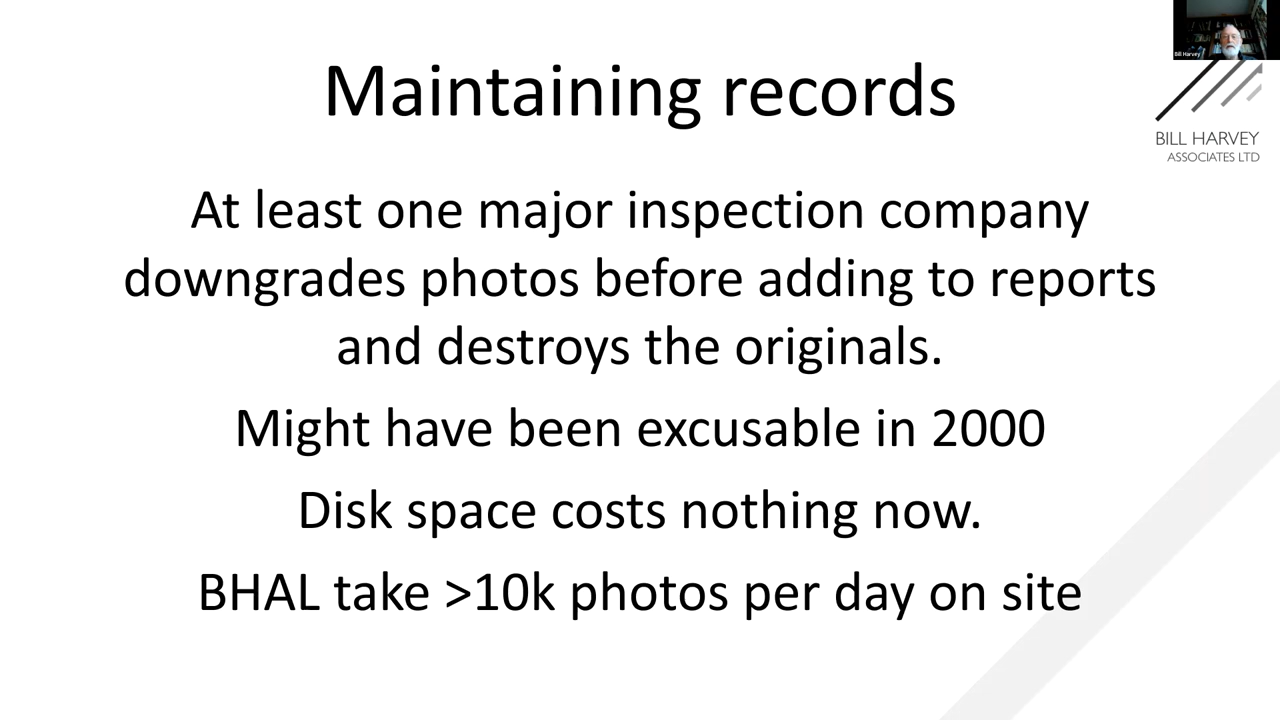 Maintaining records
Bill Harvey
BILL HARVEY
ASSOCIATES LTD
At least one major inspection company
downgrades photos before adding to reports
and destroys the originals.
Might have been excusable in 2000
Disk space costs nothing now.
BHAL take >10k photos per day on site